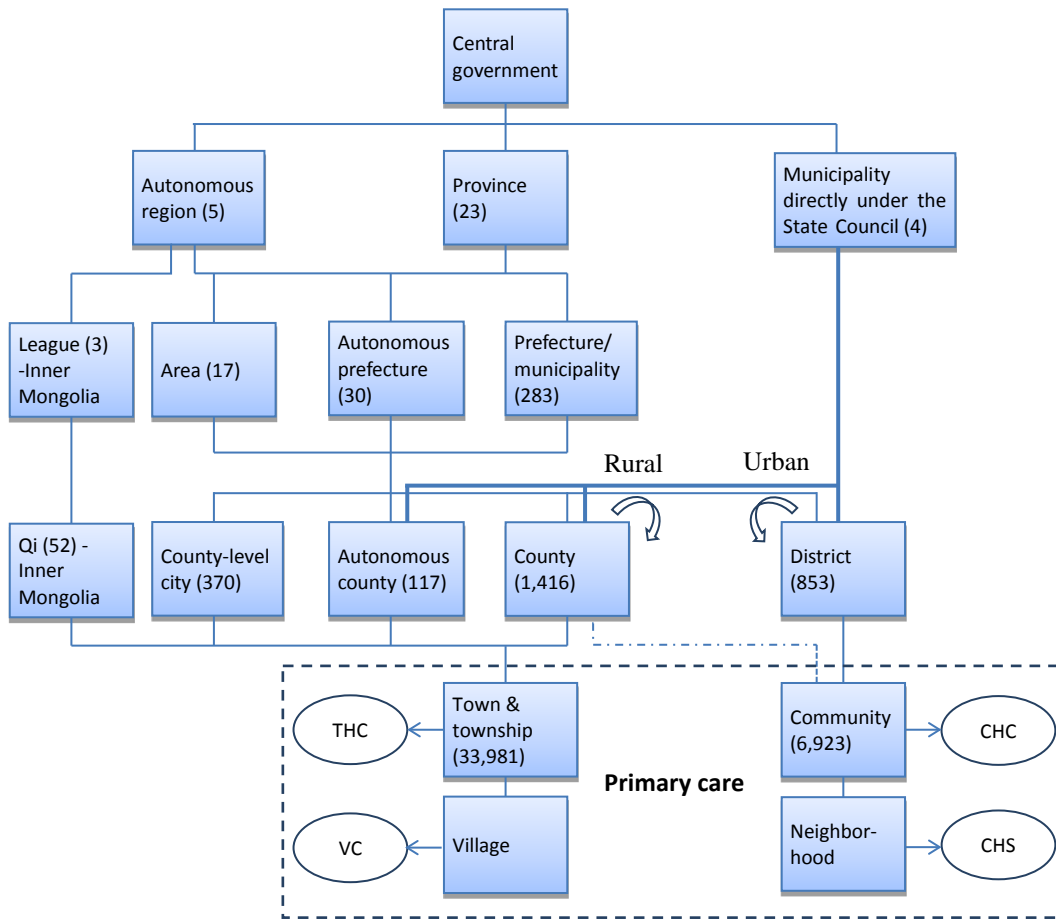 Central
government
Autonomous
region (5)
Province
(23)
Municipality
directly under the
State Council (4)
League (3)
-Inner
Mongolia
Area (17)
Autonomous
prefecture
(30)
Prefecture/
municipality
(283)
Rural
Urban
Qi (52) -
Inner
Mongolia
County-level
city (370)
Autonomous
county (117)
County
(1,416)
District
(853)
THC
Town &
township
(33,981)
Community
(6,923)
CHC
Primary care
VC
Village
Neighbor-
hood
CHS